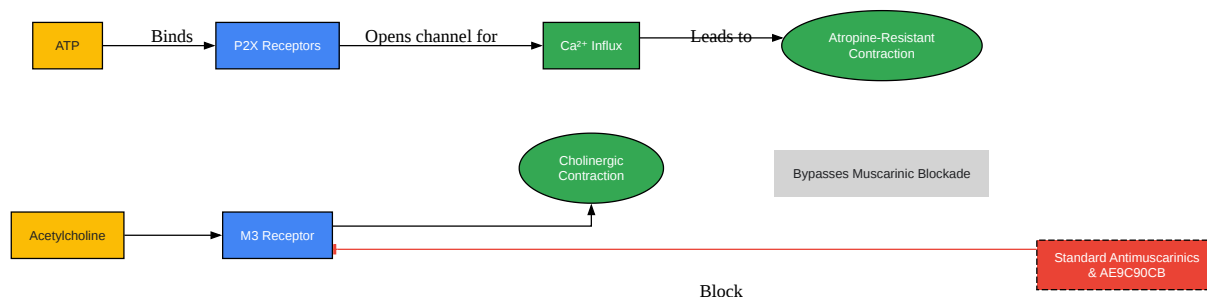 ATP
Binds
P2X Receptors
Opens channel for
Ca²⁺ Influx
Leads to
Atropine-Resistant
Contraction
Cholinergic
Contraction
Bypasses Muscarinic Blockade
Acetylcholine
M3 Receptor
Standard Antimuscarinics
& AE9C90CB
Block